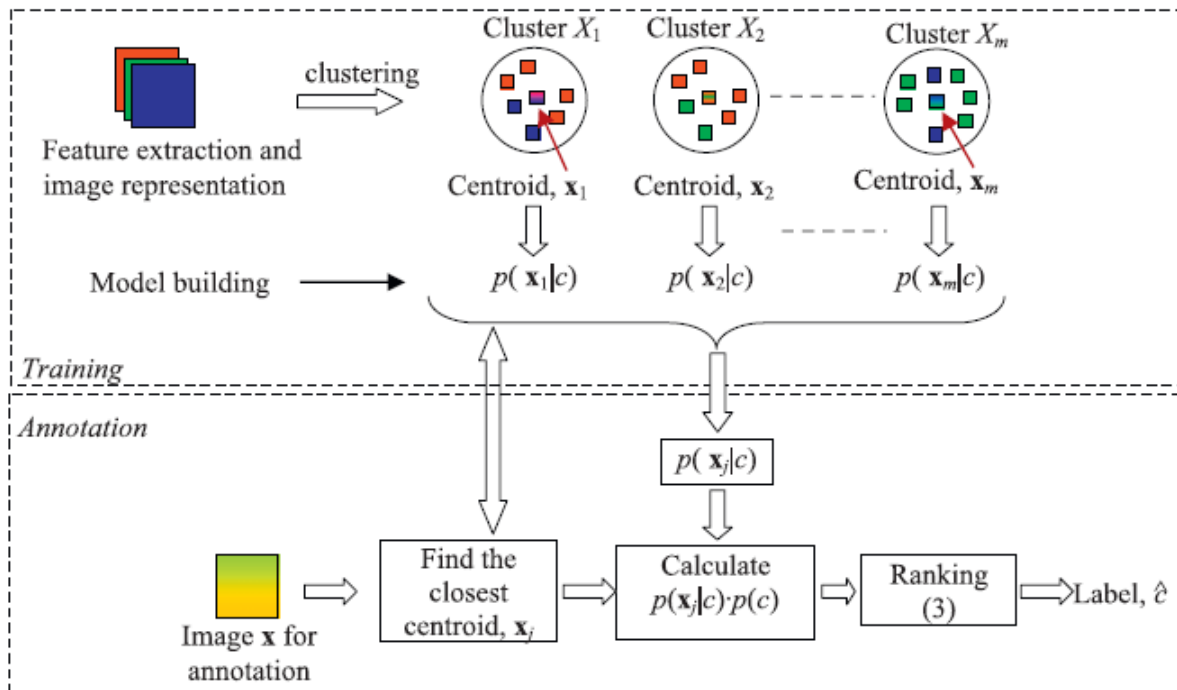 Cluster X₁
Cluster X₂
Cluster Xₘ
clustering
Feature extraction and
image representation
Centroid, x₁
Centroid, x₂
Centroid, xₘ
Model building
p( x₁|c)
p( x₂|c)
p( xₘ|c)
Training
Annotation
p( xⱼ|c)
Find the
closest
centroid, xⱼ
Calculate
p(xⱼ|c)·p(c)
Ranking
(3)
Label, ĉ
Image x for
annotation